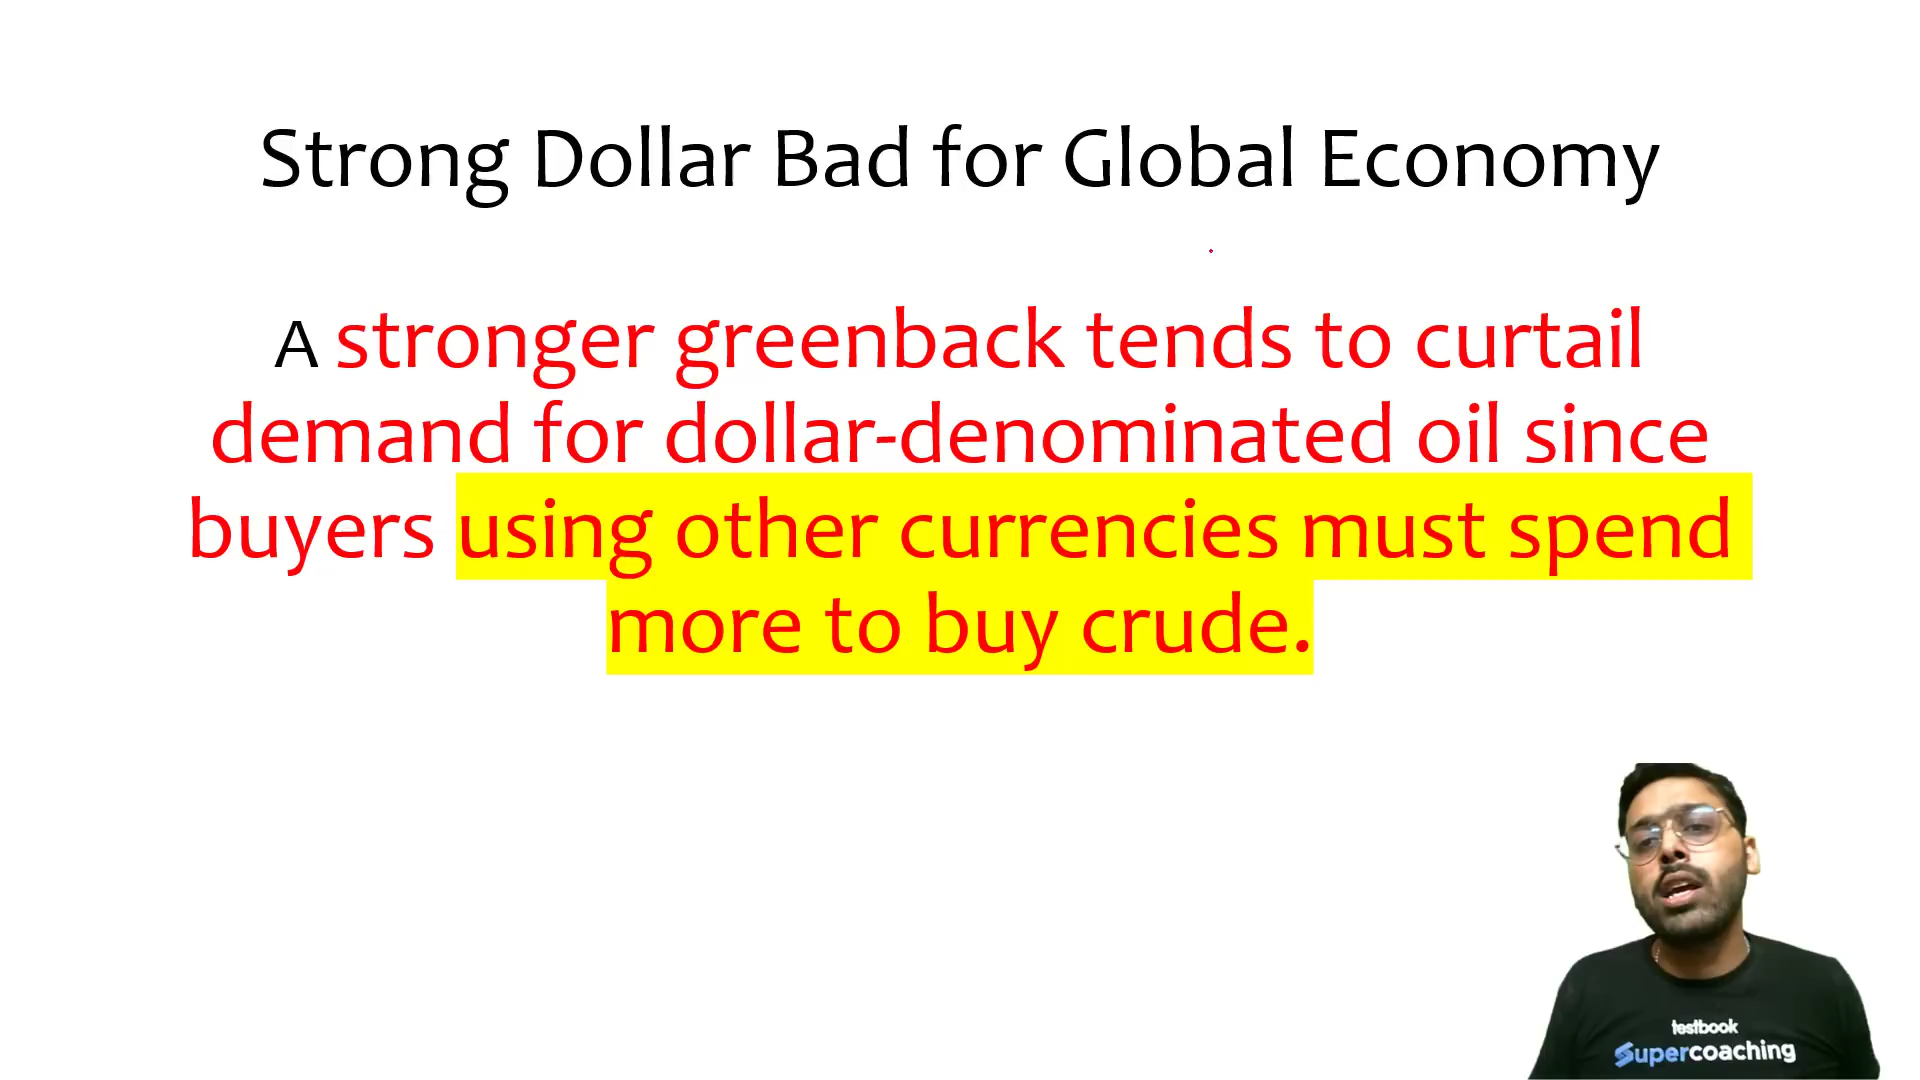 Strong Dollar Bad for Global Economy
A stronger greenback tends to curtail
demand for dollar-denominated oil since
buyers using other currencies must spend
more to buy crude.
testbook
Supercoaching